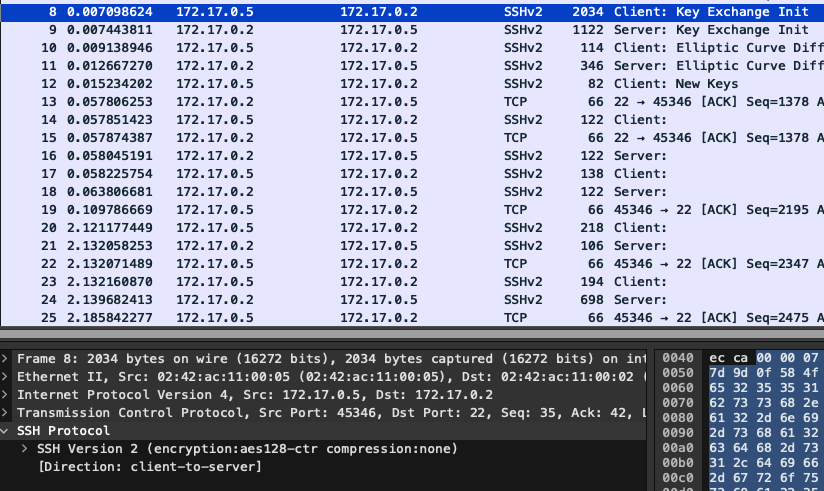 8 0.007098624 172.17.0.5 172.17.0.2 SSHv2 2034 Client: Key Exchange Init
9 0.007443811 172.17.0.2 172.17.0.5 SSHv2 1122 Server: Key Exchange Init
10 0.009138946 172.17.0.5 172.17.0.2 SSHv2 114 Client: Elliptic Curve Diff
11 0.012667270 172.17.0.2 172.17.0.5 SSHv2 346 Server: Elliptic Curve Diff
12 0.015234202 172.17.0.5 172.17.0.2 SSHv2 82 Client: New Keys
13 0.057806253 172.17.0.2 172.17.0.5 TCP 66 22 → 45346 [ACK] Seq=1378 A
14 0.057851423 172.17.0.5 172.17.0.2 SSHv2 122 Client:
15 0.057874387 172.17.0.2 172.17.0.5 TCP 66 22 → 45346 [ACK] Seq=1378 A
16 0.058045191 172.17.0.2 172.17.0.5 SSHv2 122 Server:
17 0.058225754 172.17.0.5 172.17.0.2 SSHv2 138 Client:
18 0.063806681 172.17.0.2 172.17.0.5 SSHv2 122 Server:
19 0.109786669 172.17.0.5 172.17.0.2 TCP 66 45346 → 22 [ACK] Seq=2195 A
20 2.121177449 172.17.0.5 172.17.0.2 SSHv2 218 Client:
21 2.132058253 172.17.0.2 172.17.0.5 SSHv2 106 Server:
22 2.132071489 172.17.0.5 172.17.0.2 TCP 66 45346 → 22 [ACK] Seq=2347 A
23 2.132160870 172.17.0.5 172.17.0.2 SSHv2 194 Client:
24 2.139682413 172.17.0.2 172.17.0.5 SSHv2 698 Server:
25 2.185842277 172.17.0.5 172.17.0.2 TCP 66 45346 → 22 [ACK] Seq=2475 A
Frame 8: 2034 bytes on wire (16272 bits), 2034 bytes captured (16272 bits) on int
Ethernet II, Src: 02:42:ac:11:00:05 (02:42:ac:11:00:05), Dst: 02:42:ac:11:00:02 (
Internet Protocol Version 4, Src: 172.17.0.5, Dst: 172.17.0.2
Transmission Control Protocol, Src Port: 45346, Dst Port: 22, Seq: 35, Ack: 42, L
SSH Protocol
SSH Version 2 (encryption:aes128-ctr compression:none)
[Direction: client-to-server]
0040 ec ca 00 00 07
0050 7d 9d 0f 58 4f
0060 65 32 35 35 31
0070 62 73 73 68 2e
0080 61 32 2d 6e 69
0090 2d 73 68 61 32
00a0 63 64 68 2d 73
00b0 31 2c 64 69 66
00c0 2d 67 72 6f 75